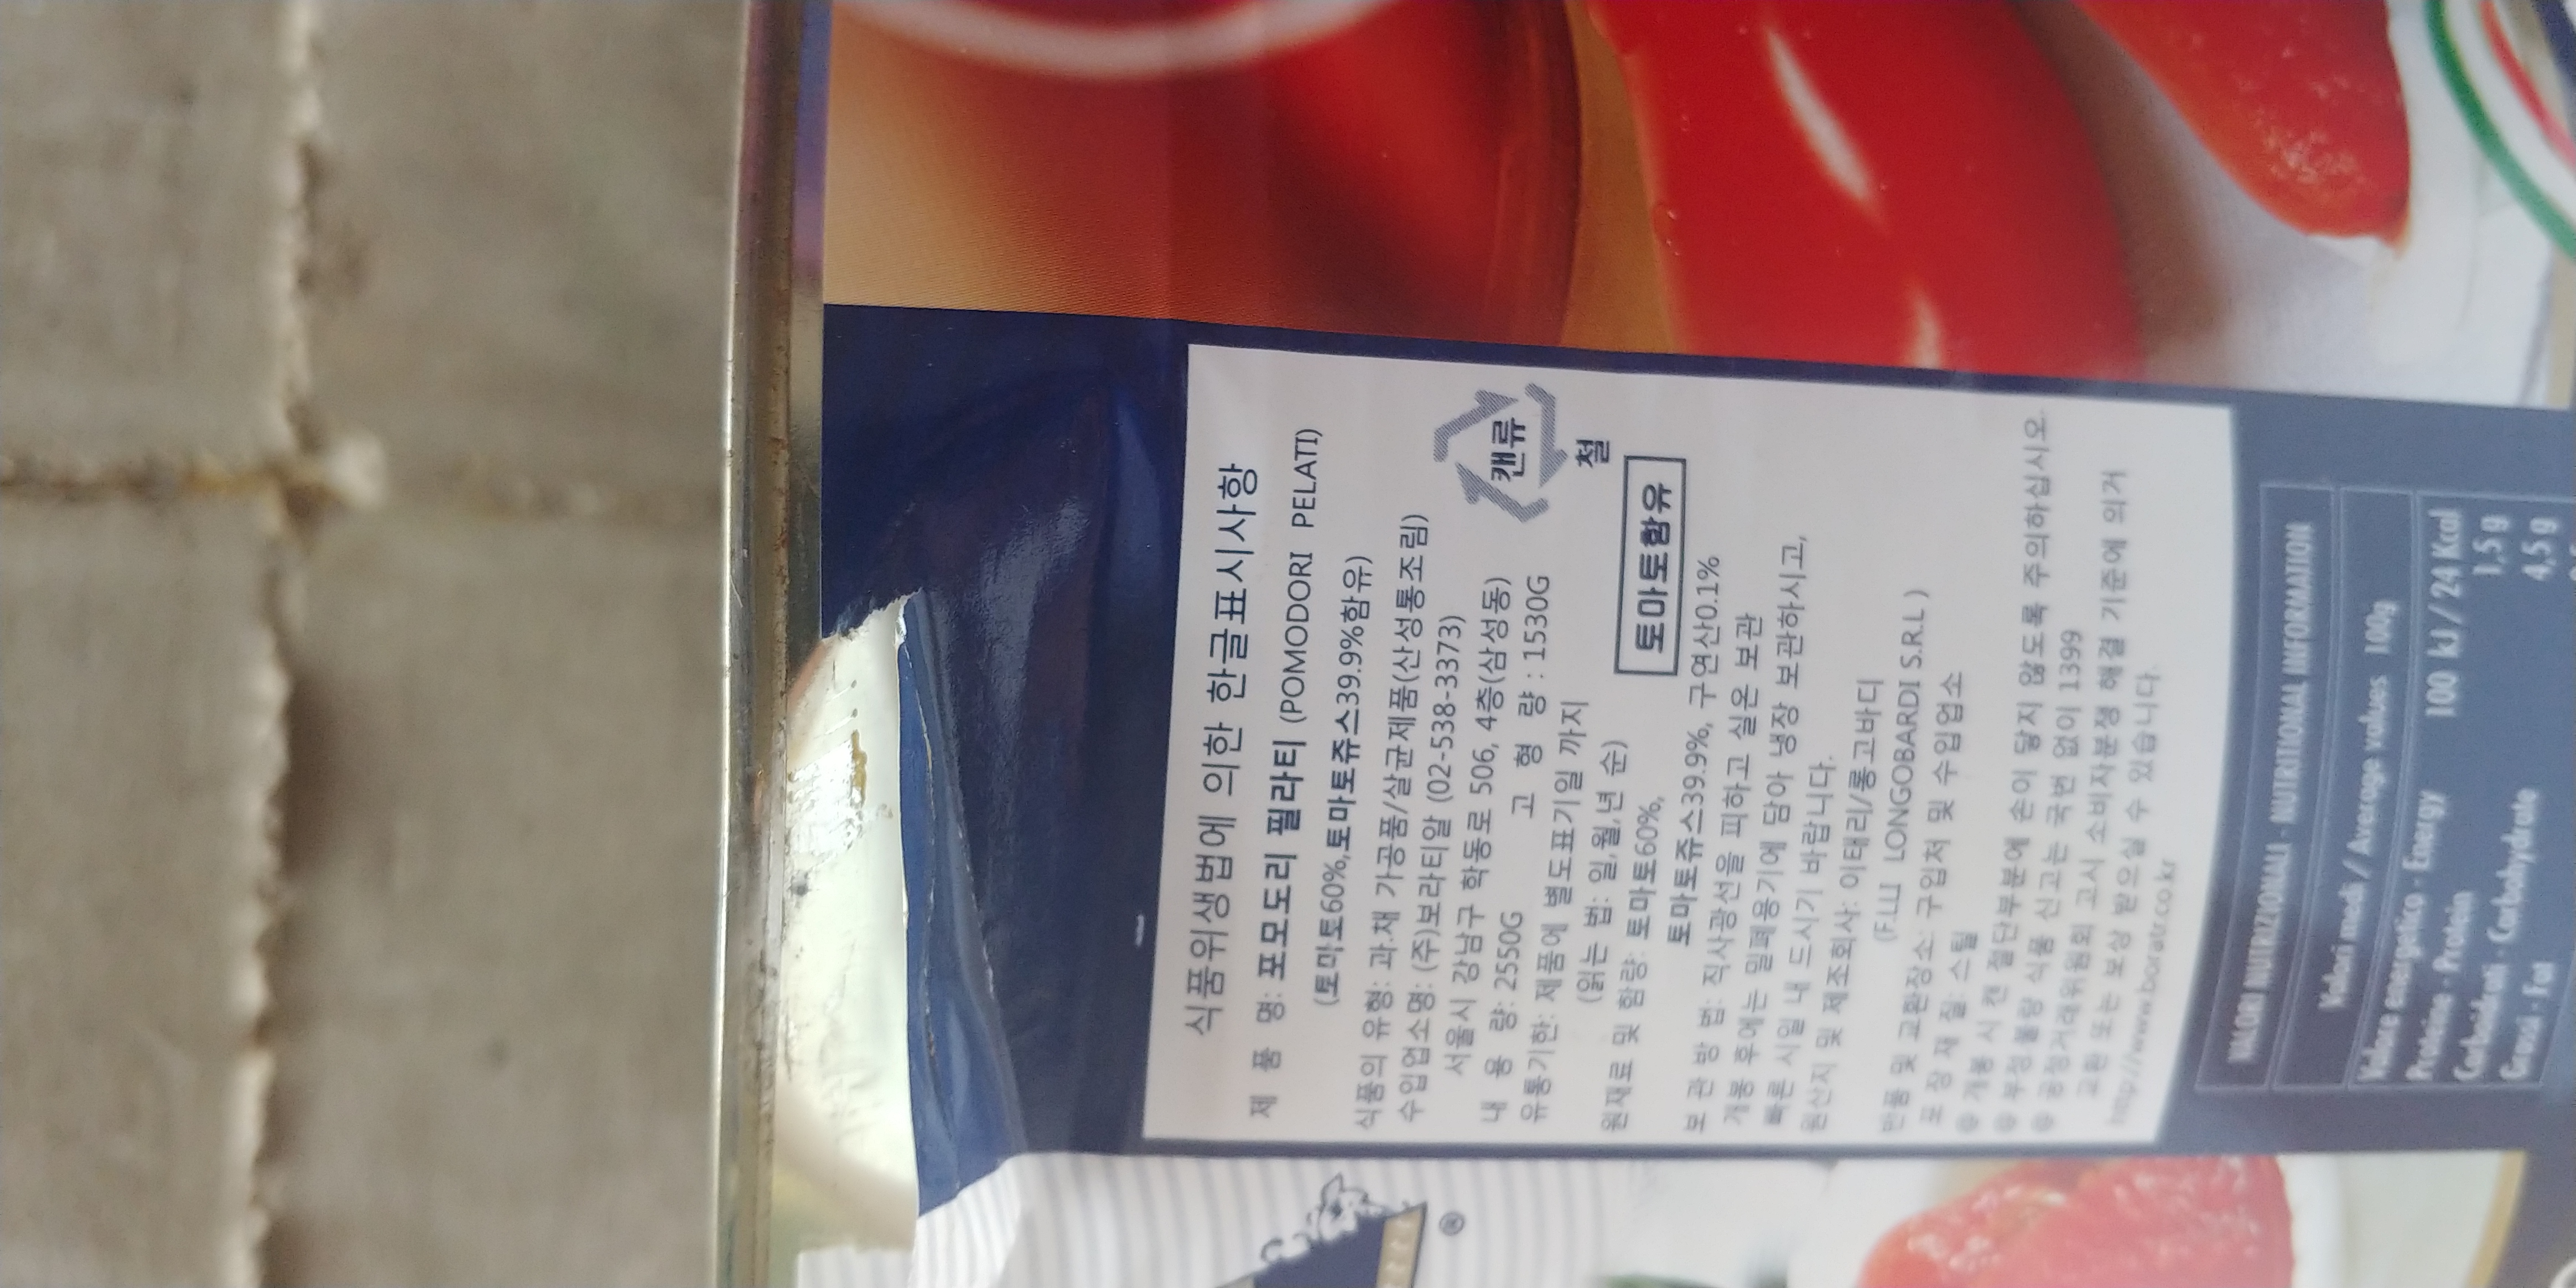 식품위생법에 의한 한글표시사항
제 품 명: 포모도리 필라티 (POMODORI PELATI)
(토마토60%,토마토쥬스39.9%함유)
식품의 유형: 과.채 가공품/살균제품(산성통조림)
수입업소명: (주)보라티알 (02-538-3373)
서울시 강남구 학동로 506, 4층(삼성동)
캔류
내 용 량: 2550G 고 형 량 : 1530G
유통기한: 제품에 별도표기일 까지
철
(읽는 법: 일,월,년 순)
원재료 및 함량: 토마토60%,
토마토함유
토마토쥬스39.9%, 구연산0.1%
보 관 방 법: 직사광선을 피하고 실온 보관
개봉 후에는 밀폐용기에 담아 냉장 보관하시고,
빠른 시일 내 드시기 바랍니다.
원산지 및 제조회사: 이태리/롱고바디
(F.LLI LONGOBARDI S.R.L )
반품 및 교환장소: 구입처 및 수입업소
포 장 재 질: 스틸
@ 개봉 시 캔 절단부분에 손이 닿지 않도록 주의하십시오.
@ 부정 불량 식품 신고는 국번 없이 1399
@ 공정거래위원회 고시 소비자분쟁 해결 기준에 의거
교환 또는 보상 받으실 수 있습니다.
http://www.boratr.co.kr
VALORI NUTRIZIONALI - NUTRITIONAL INFORMATION
Valori medi / Average values 100g
Valore energetico - Energy 100 kJ / 24 Kcal
Proteine - Protein 1,5 g
Carboidrati - Carbohydrate 4,5 g
Grassi - Fat
®